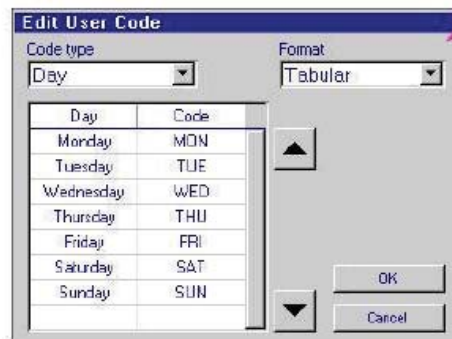 Edit User Code
Code type Format
Day Tabular
Day Code
Monday MON
Tuesday TUE
Wednesday WED
Thursday THU
Friday FRI
Saturday SAT
Sunday SUN
OK
Cancel